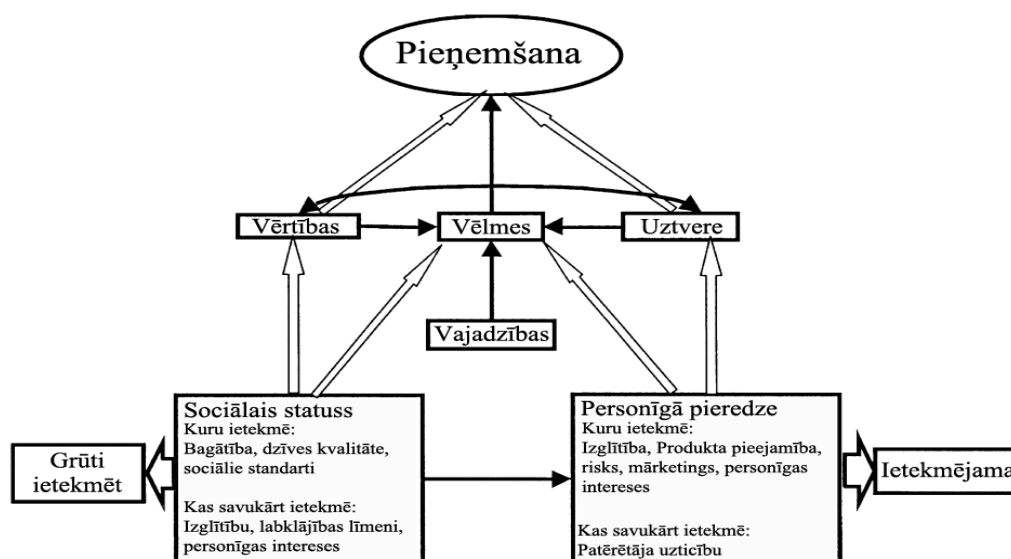 Pieņemšana
Vērtības
Vēlmes
Uztvere
Vajadzības
Sociālais statuss
Kuru ietekmē:
Bagātība, dzīves kvalitāte,
sociālie standarti
Kas savukārt ietekmē:
Izglītību, labklājības līmeni,
personīgas intereses
Personīgā pieredze
Kuru ietekmē:
Izglītība, Produkta pieejamība,
risks, mārketings, personīgas
intereses
Kas savukārt ietekmē:
Patērētāja uzticību
Grūti
ietekmēt
Ietekmējama